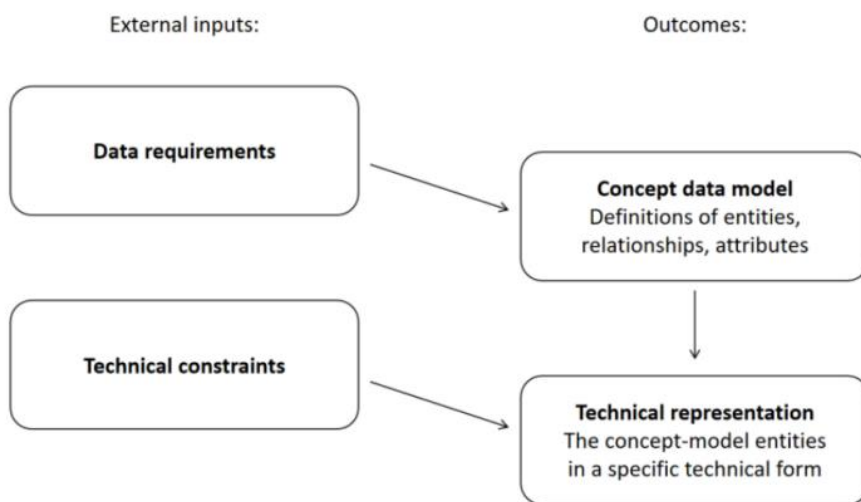 External inputs:
Outcomes:
Data requirements
Concept data model
Definitions of entities,
relationships, attributes
Technical constraints
Technical representation
The concept-model entities
in a specific technical form